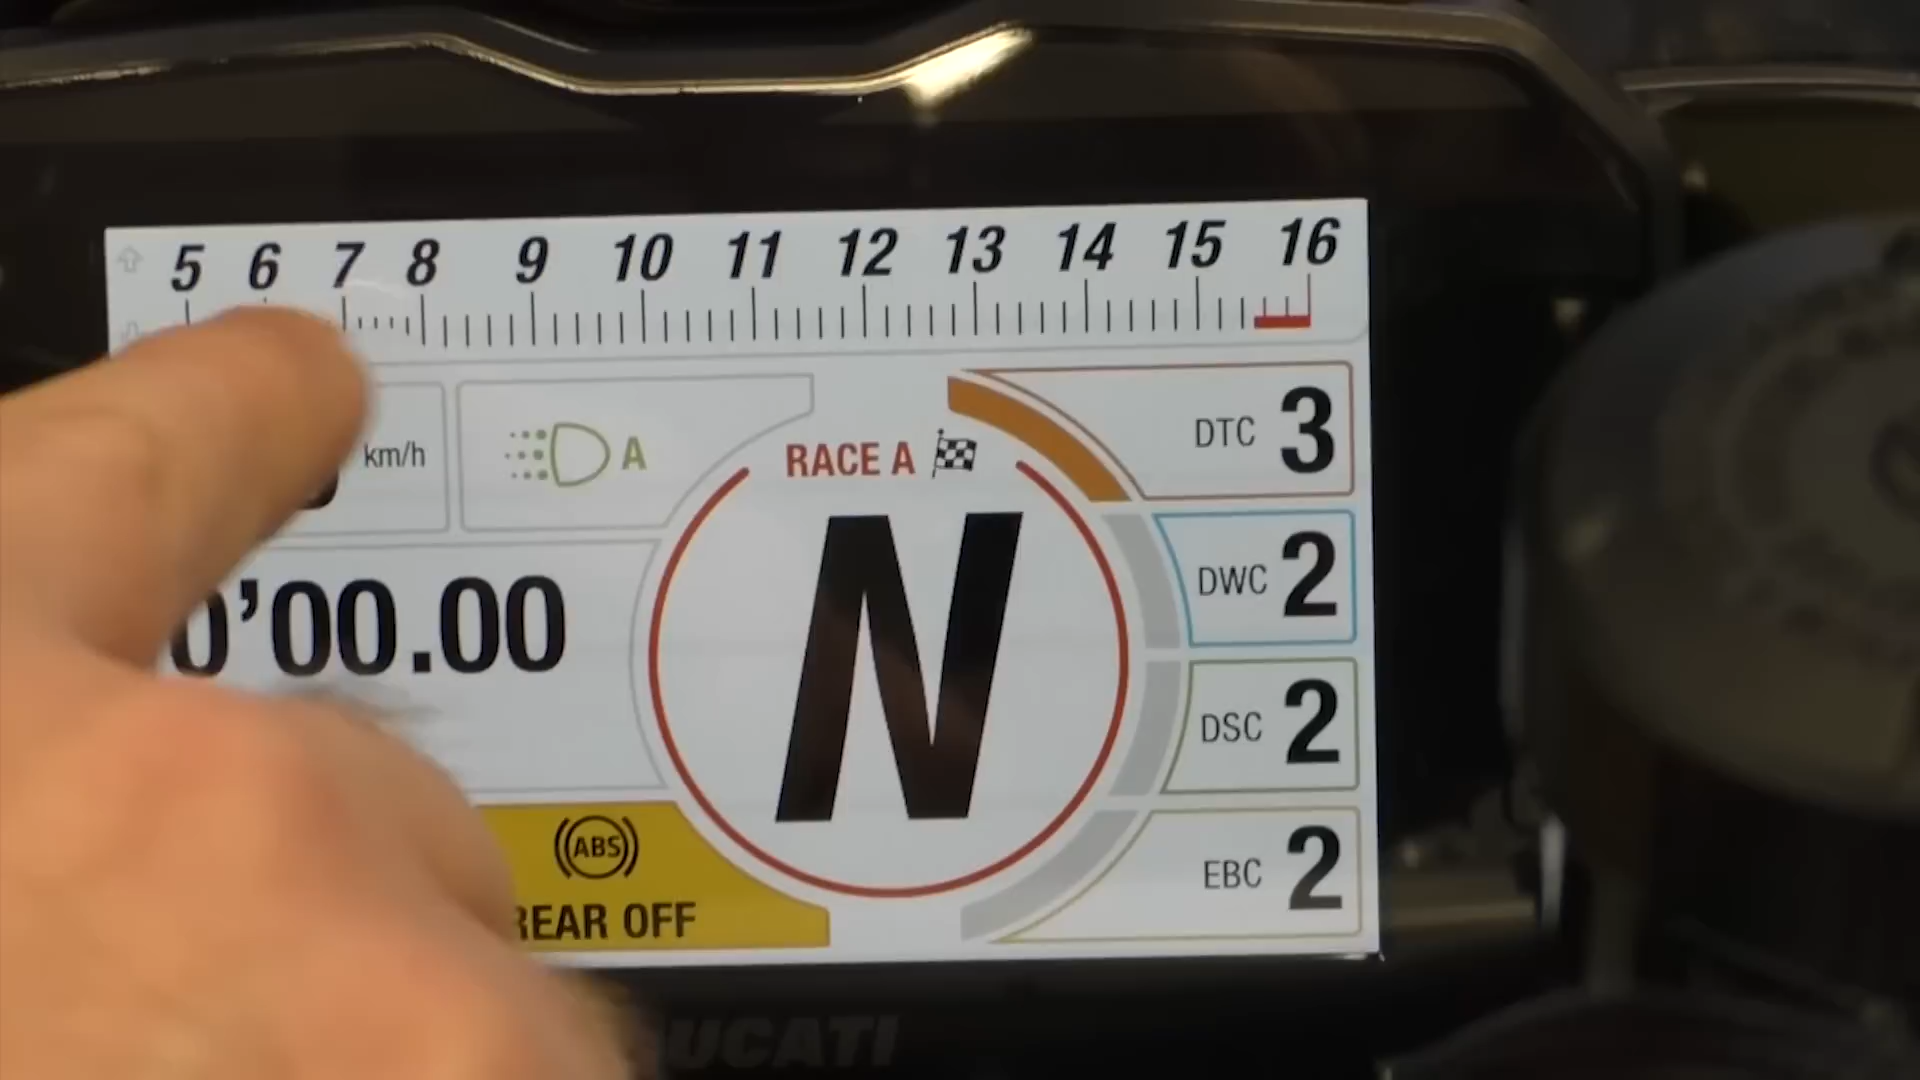 5 6 7 8 9 10 11 12 13 14 15 16
km/h
A
RACE A
DTC 3
0'00.00
N
DWC 2
DSC 2
ABS
REAR OFF
EBC 2
DUCATI